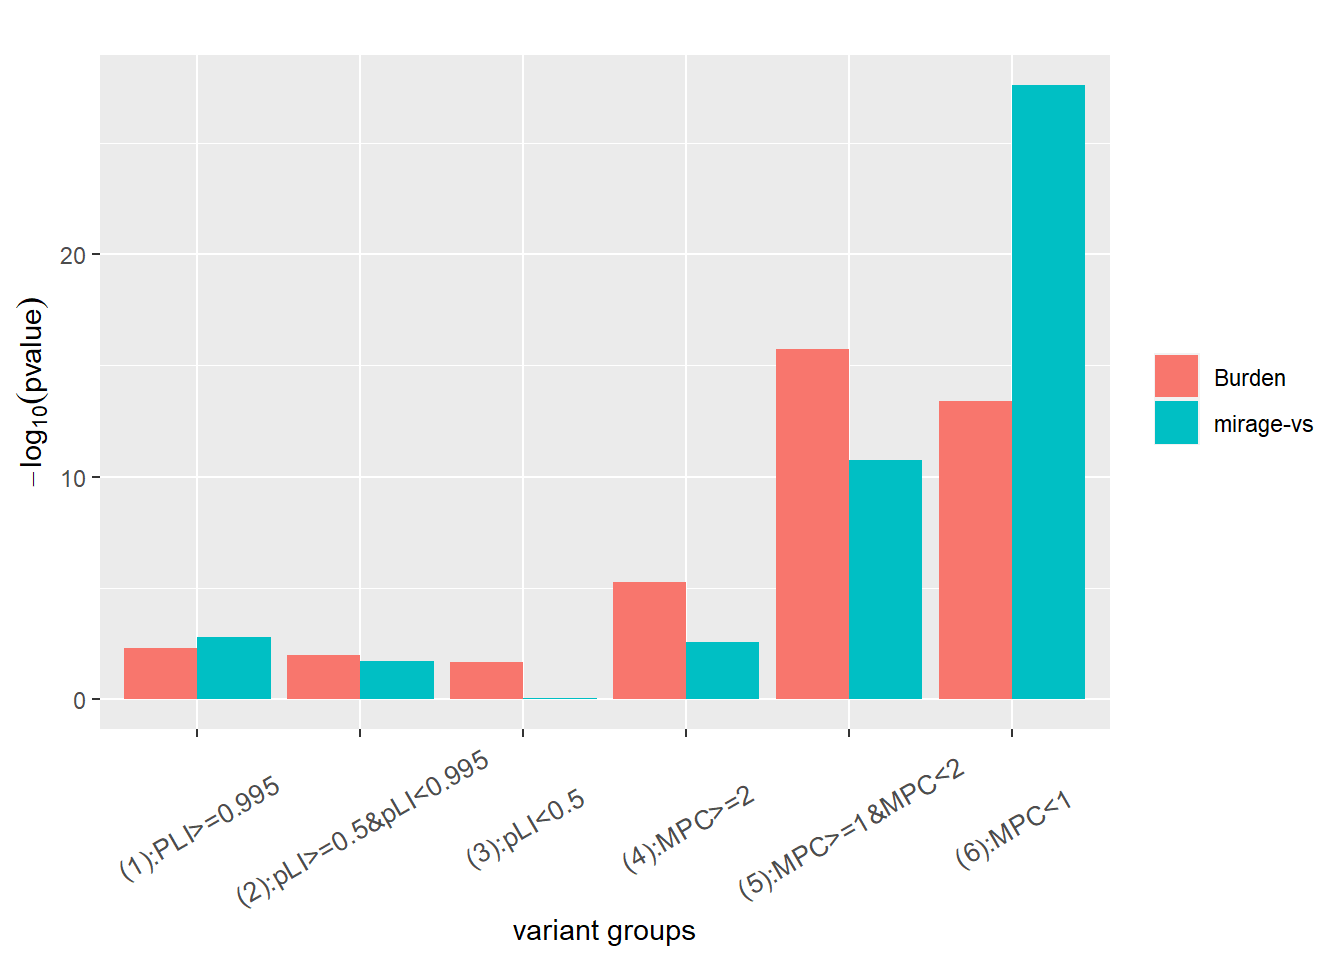 −log10(pvalue)
20
10
0
(1):PLI>=0.995
(2):pLI>=0.5&pLI<0.995
(3):pLI<0.5
(4):MPC>=2
(5):MPC>=1&MPC<2
(6):MPC<1
variant groups
Burden
mirage-vs